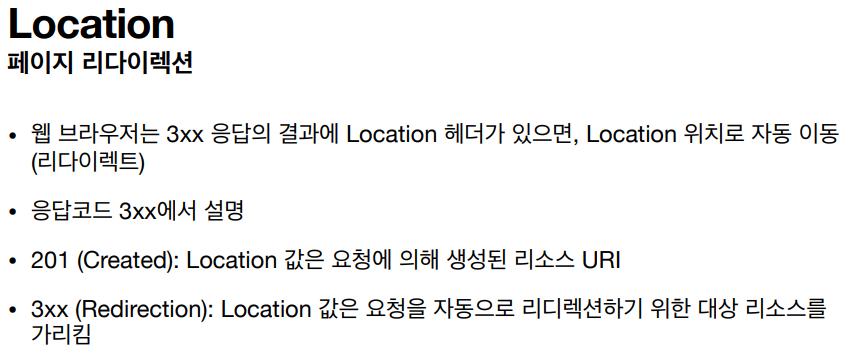 Location
페이지 리다이렉션
• 웹 브라우저는 3xx 응답의 결과에 Location 헤더가 있으면, Location 위치로 자동 이동
(리다이렉트)
• 응답코드 3xx에서 설명
• 201 (Created): Location 값은 요청에 의해 생성된 리소스 URI
• 3xx (Redirection): Location 값은 요청을 자동으로 리디렉션하기 위한 대상 리소스를
가리킴